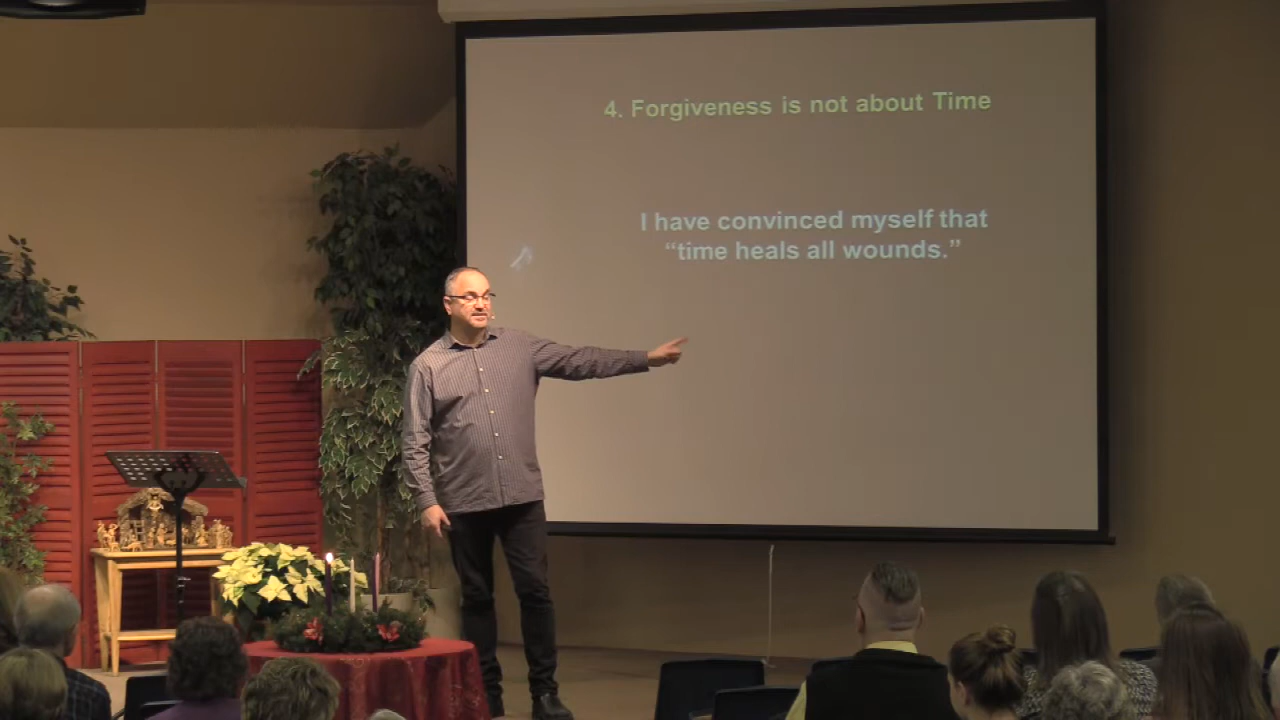 4. Forgiveness is not about Time
I have convinced myself that
“time heals all wounds.”